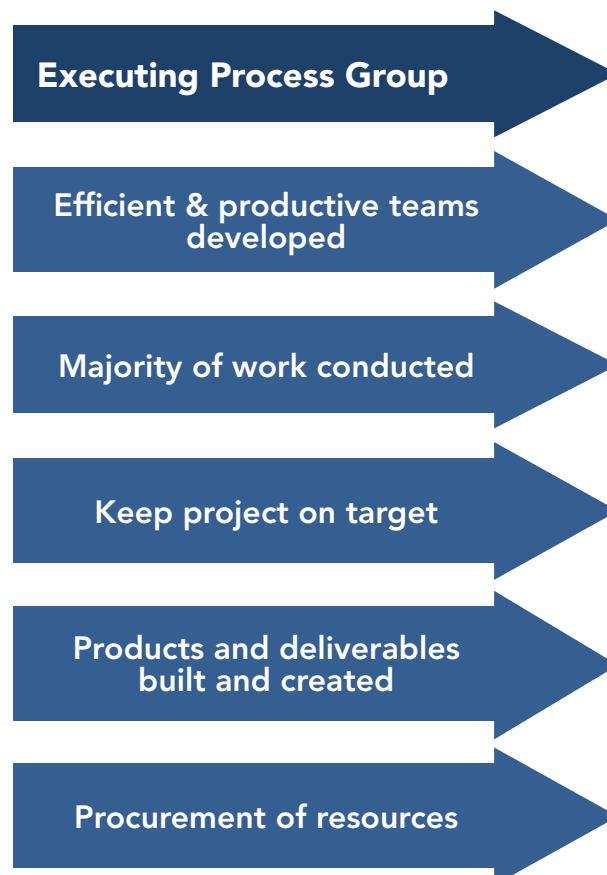 Executing Process Group
Efficient & productive teams
developed
Majority of work conducted
Keep project on target
Products and deliverables
built and created
Procurement of resources